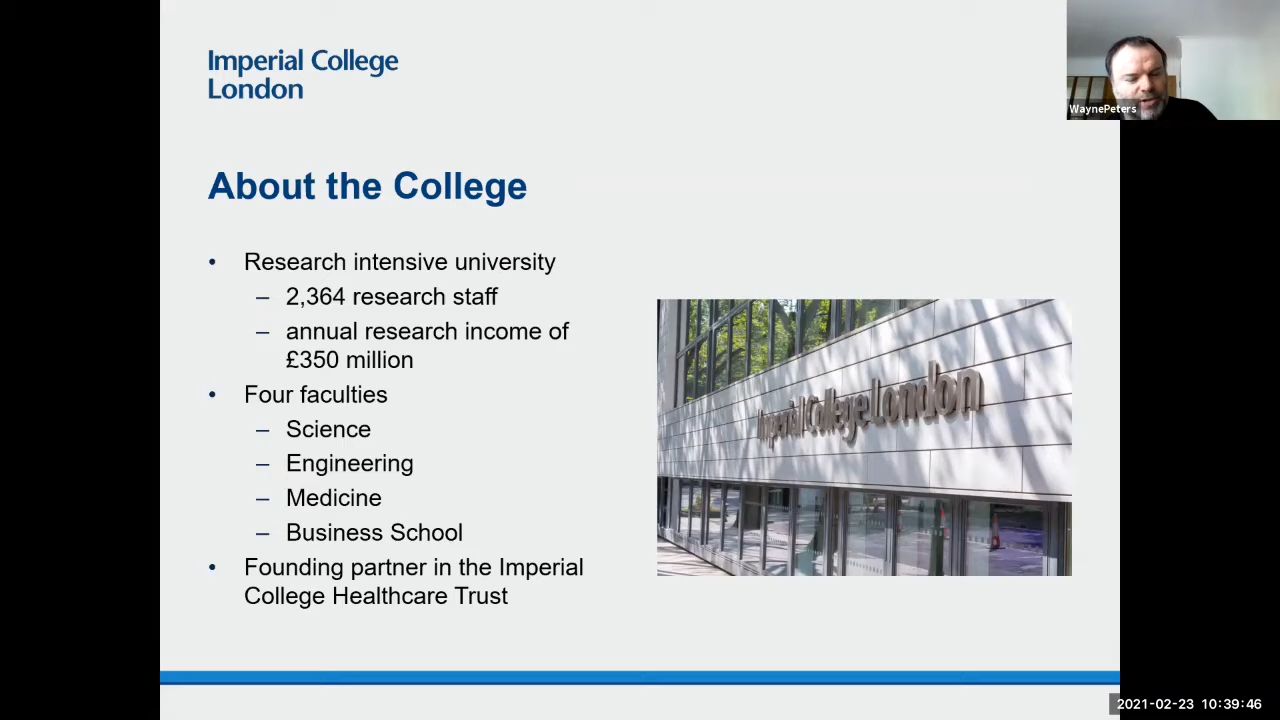 Imperial College
London
WaynePeters
About the College
• Research intensive university
– 2,364 research staff
– annual research income of
£350 million
• Four faculties
– Science
– Engineering
– Medicine
– Business School
• Founding partner in the Imperial
College Healthcare Trust
Imperial College London
2021-02-23 10:39:46